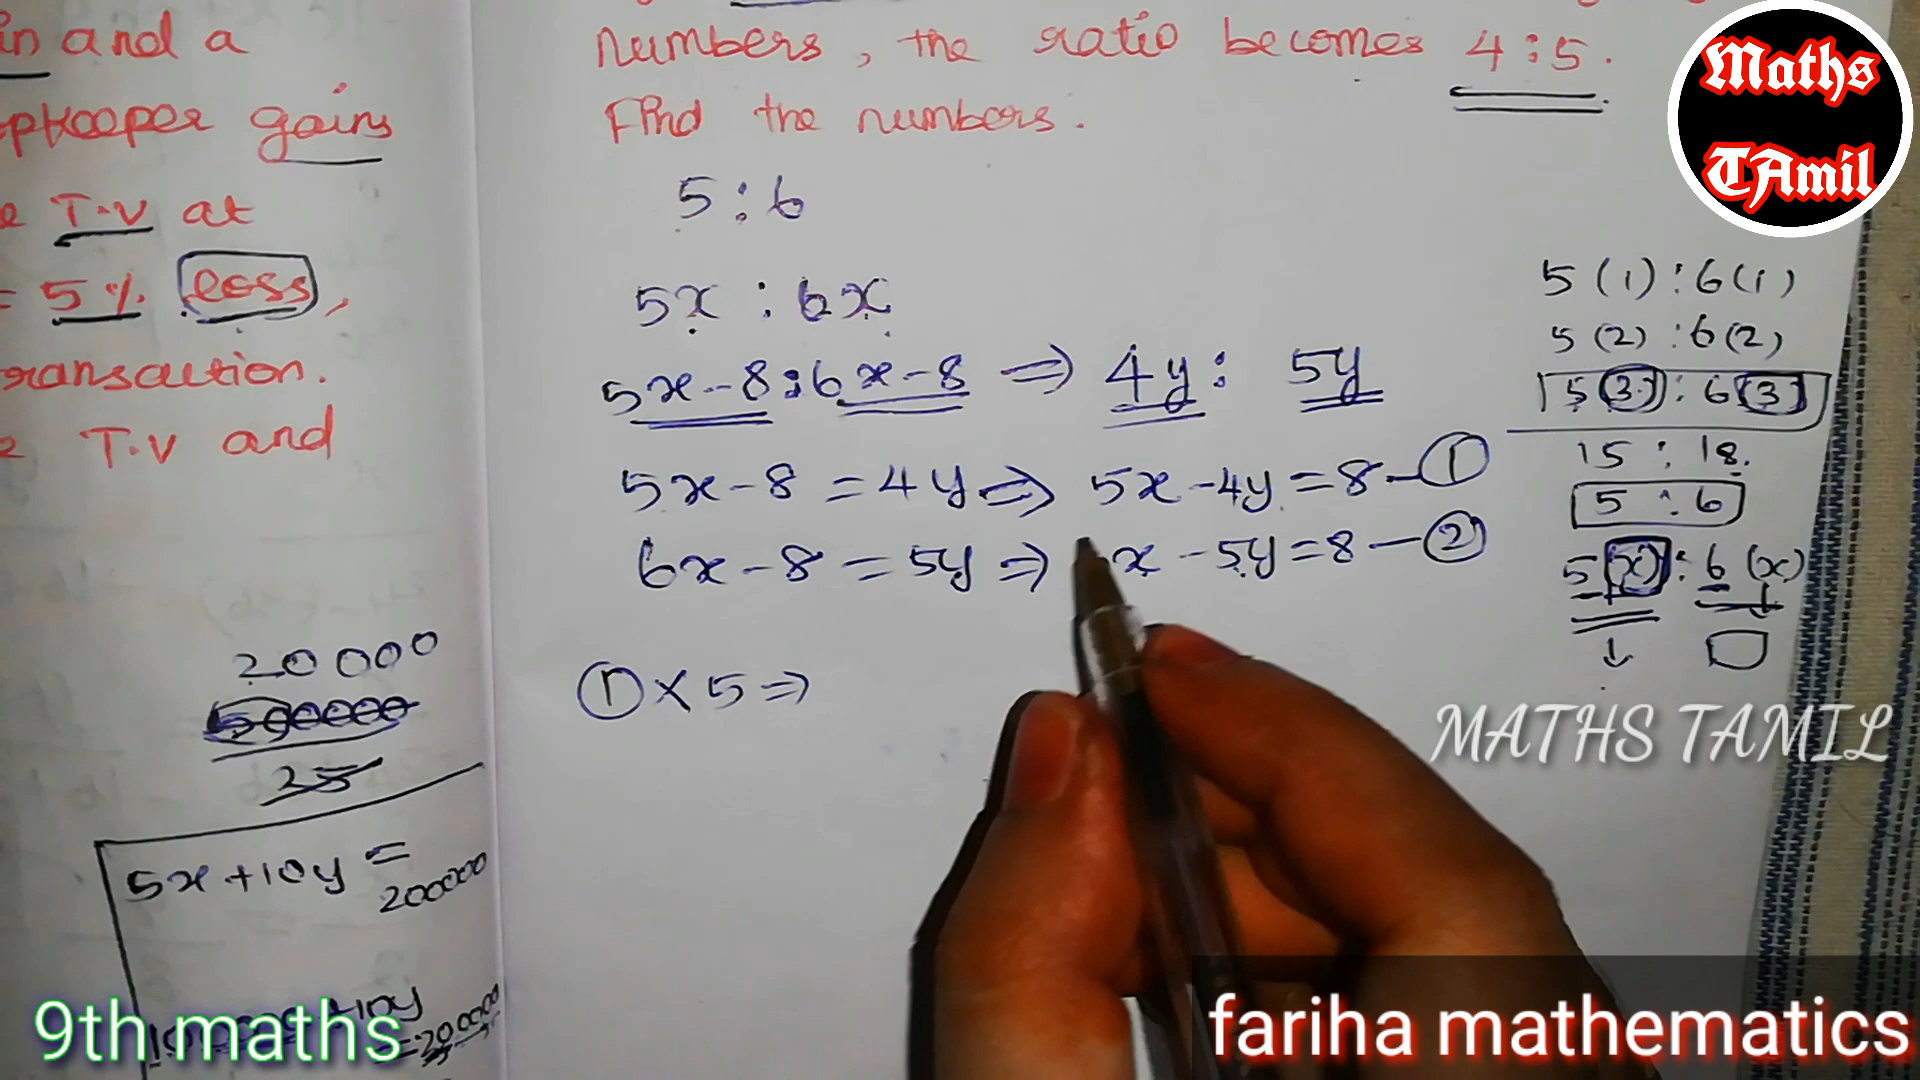 in and a
gains
T.V at
= 5% loss,
transaction.
T.V and
20000
500000
25
5x + 10y =
200000
+10y
numbers, the ratio becomes 4:5.
Find the numbers.
5 : 6
5x : 6x
5x - 8 : 6x - 8 ⇒ 4y : 5y
5x - 8 = 4y ⇒ 5x - 4y = 8 - ①
6x - 8 = 5y ⇒ x - 5y = 8 - ②
① × 5 ⇒
5 (1) : 6 (1)
5 (2) : 6 (2)
5 (3) : 6 (3)
15 : 18
5 : 6
5 (x) : 6 (x)
Maths
TAmil
MATHS TAMIL
9th maths
fariha mathematics